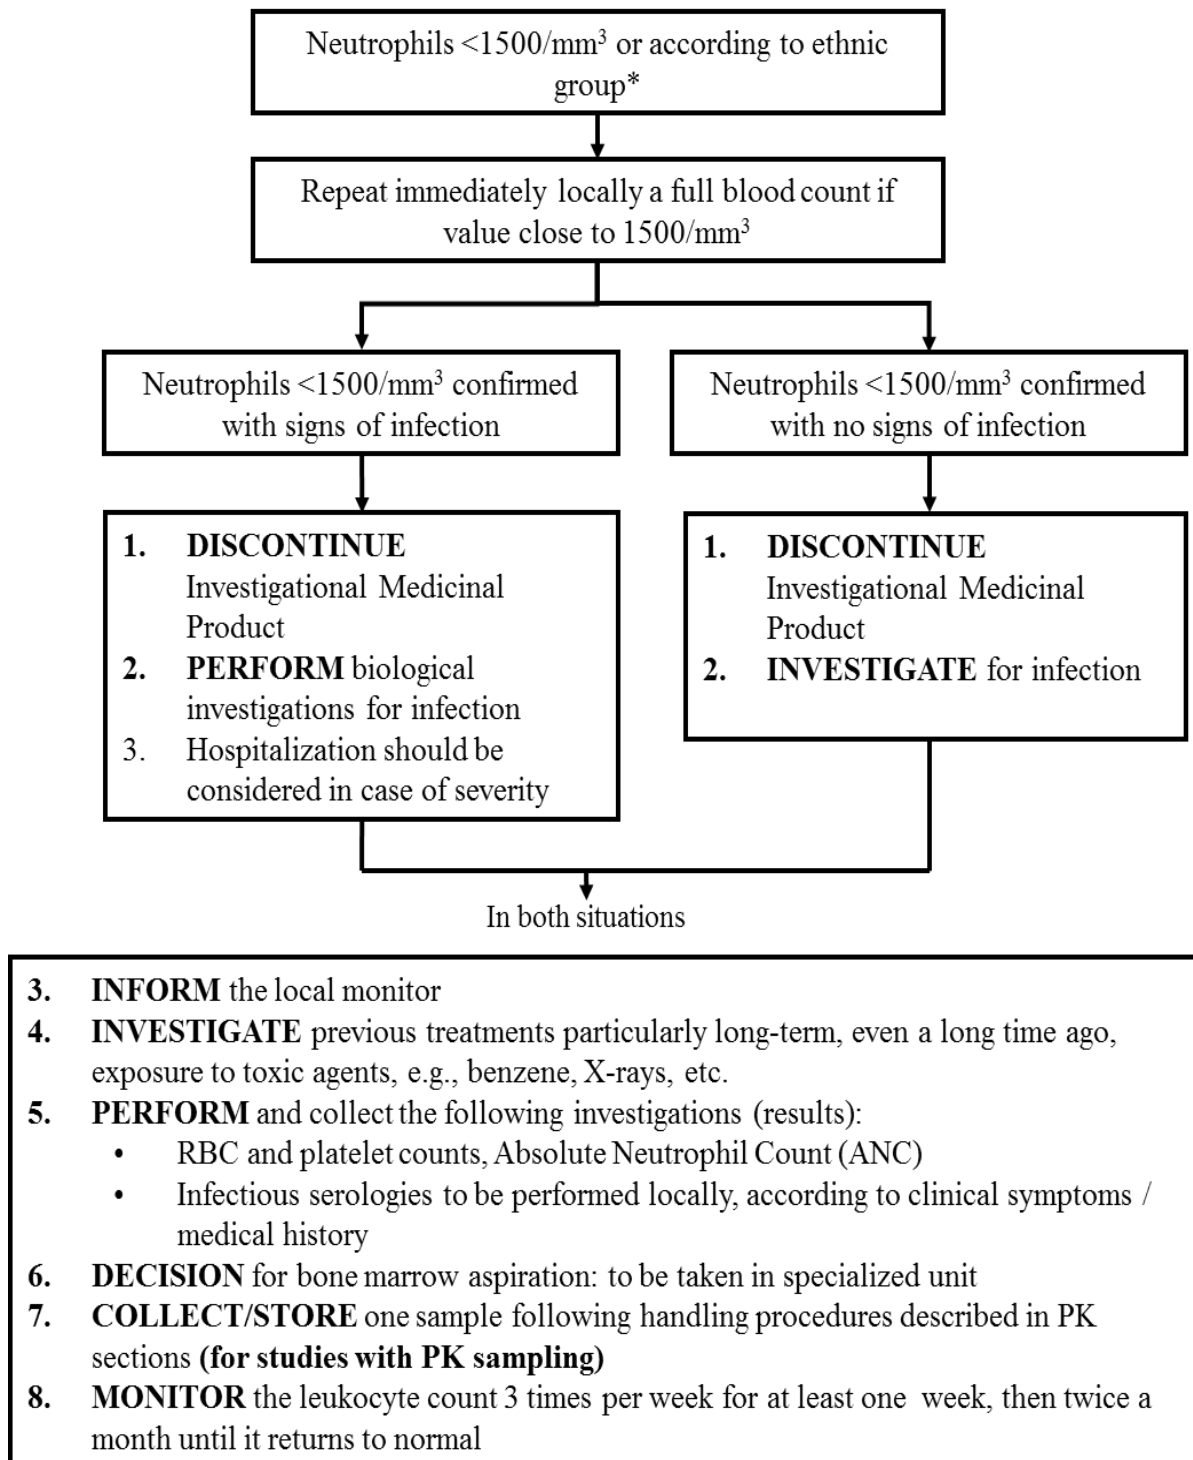 Neutrophils <1500/mm³ or according to ethnic
group*
Repeat immediately locally a full blood count if
value close to 1500/mm³
Neutrophils <1500/mm³ confirmed
with signs of infection
Neutrophils <1500/mm³ confirmed
with no signs of infection
1. DISCONTINUE
Investigational Medicinal
Product
2. PERFORM biological
investigations for infection
3. Hospitalization should be
considered in case of severity
1. DISCONTINUE
Investigational Medicinal
Product
2. INVESTIGATE for infection
In both situations
3. INFORM the local monitor
4. INVESTIGATE previous treatments particularly long-term, even a long time ago,
exposure to toxic agents, e.g., benzene, X-rays, etc.
5. PERFORM and collect the following investigations (results):
• RBC and platelet counts, Absolute Neutrophil Count (ANC)
• Infectious serologies to be performed locally, according to clinical symptoms /
medical history
6. DECISION for bone marrow aspiration: to be taken in specialized unit
7. COLLECT/STORE one sample following handling procedures described in PK
sections (for studies with PK sampling)
8. MONITOR the leukocyte count 3 times per week for at least one week, then twice a
month until it returns to normal